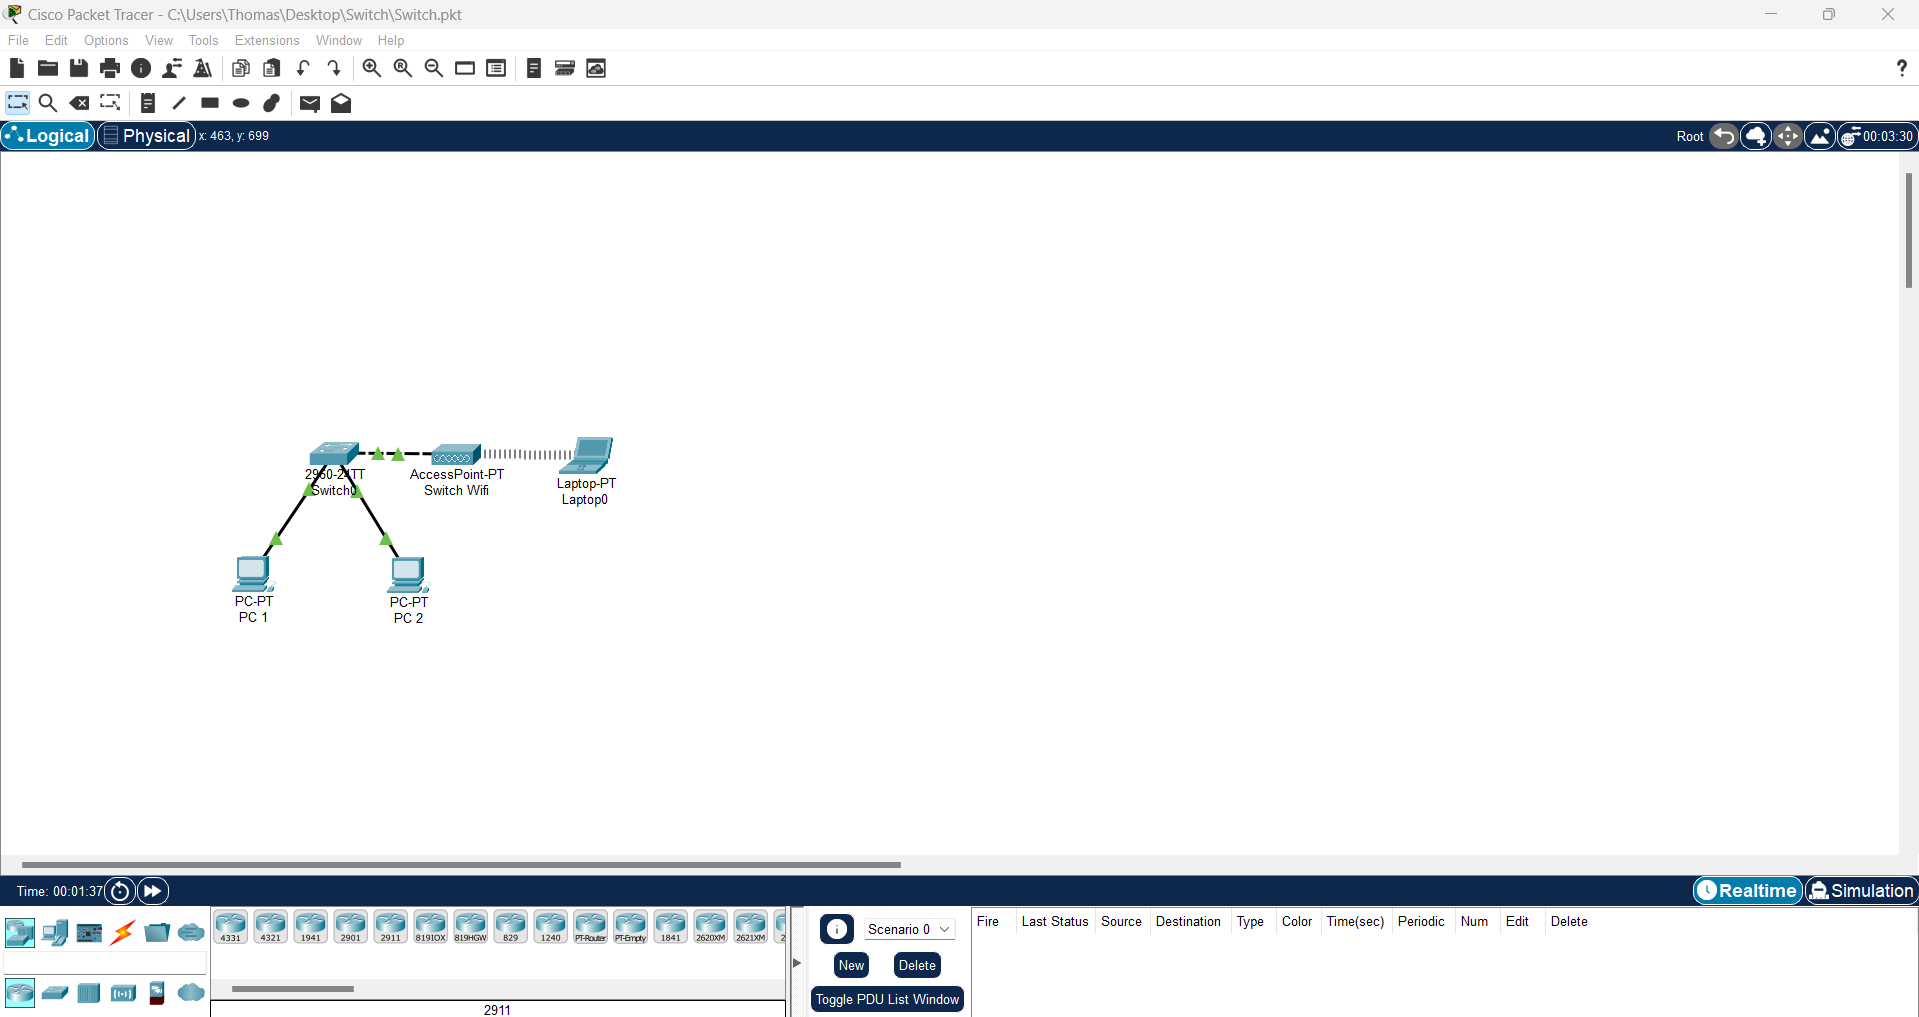 Cisco Packet Tracer - C:\Users\Thomas\Desktop\Switch\Switch.pkt
File Edit Options View Tools Extensions Window Help
Logical Physical x: 463, y: 699 Root 00:03:30
2960-24TT
Switch0
AccessPoint-PT
Switch Wifi
Laptop-PT
Laptop0
PC-PT
PC 1
PC-PT
PC 2
Time: 00:01:37 Realtime Simulation
4331 4321 1941 2901 2911 819IOX 819HGW 829 1240 PT-Router PT-Empty 1841 2620XM 2621XM
2911
Scenario 0
New Delete
Toggle PDU List Window
Fire Last Status Source Destination Type Color Time(sec) Periodic Num Edit Delete